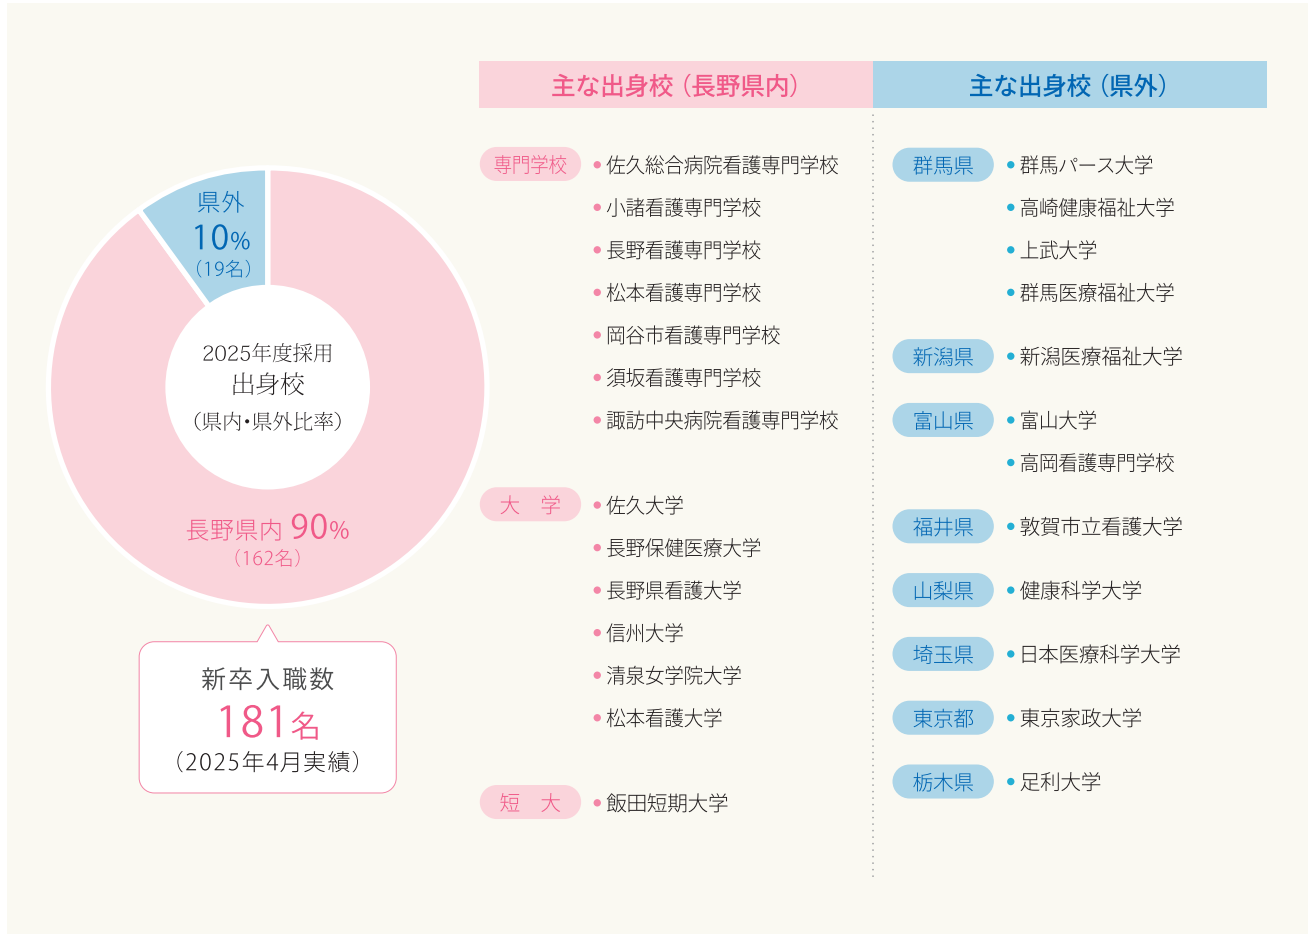 県外
10%
（19名）
2025年度採用
出身校
（県内・県外比率）
長野県内 90%
（162名）
新卒入職数
181名
（2025年4月実績）
主な出身校（長野県内）
専門学校 ●佐久総合病院看護専門学校
●小諸看護専門学校
●長野看護専門学校
●松本看護専門学校
●岡谷市看護専門学校
●須坂看護専門学校
●諏訪中央病院看護専門学校
大　学 ●佐久大学
●長野保健医療大学
●長野県看護大学
●信州大学
●清泉女学院大学
●松本看護大学
短　大 ●飯田短期大学
主な出身校（県外）
群馬県 ●群馬パース大学
●高崎健康福祉大学
●上武大学
●群馬医療福祉大学
新潟県 ●新潟医療福祉大学
富山県 ●富山大学
●高岡看護専門学校
福井県 ●敦賀市立看護大学
山梨県 ●健康科学大学
埼玉県 ●日本医療科学大学
東京都 ●東京家政大学
栃木県 ●足利大学